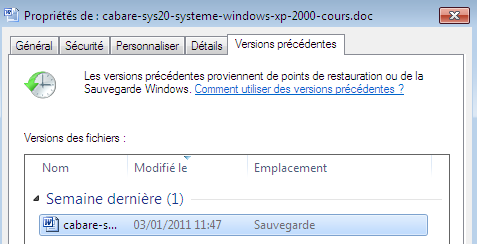 Propriétés de : cabare-sys20-systeme-windows-xp-2000-cours.doc
Général Sécurité Personnaliser Détails Versions précédentes
Les versions précédentes proviennent de points de restauration ou de la
Sauvegarde Windows. Comment utiliser des versions précédentes ?
Versions des fichiers :
Nom Modifié le Emplacement
Semaine dernière (1)
cabare-s... 03/01/2011 11:47 Sauvegarde